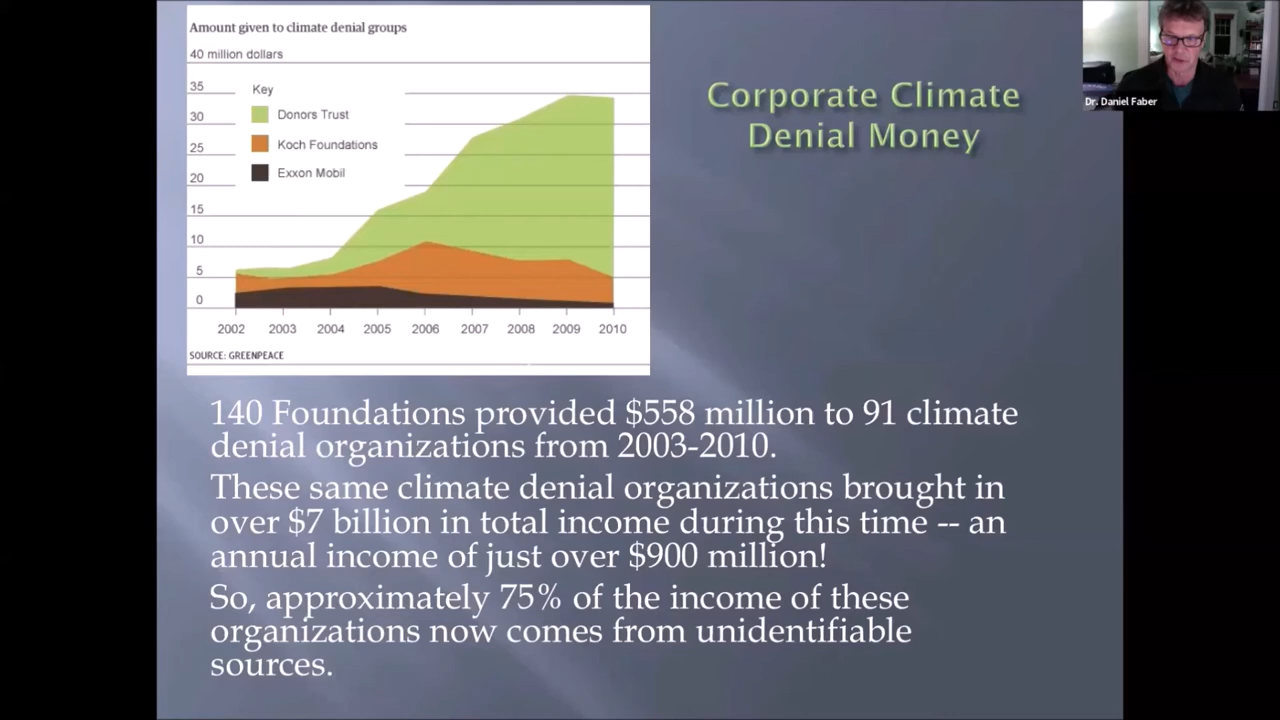 Amount given to climate denial groups
40 million dollars
35
30
25
20
15
10
5
0
Key
Donors Trust
Koch Foundations
Exxon Mobil
2002 2003 2004 2005 2006 2007 2008 2009 2010
SOURCE: GREENPEACE
Corporate Climate
Denial Money
Dr. Daniel Faber
140 Foundations provided $558 million to 91 climate
denial organizations from 2003-2010.
These same climate denial organizations brought in
over $7 billion in total income during this time -- an
annual income of just over $900 million!
So, approximately 75% of the income of these
organizations now comes from unidentifiable
sources.